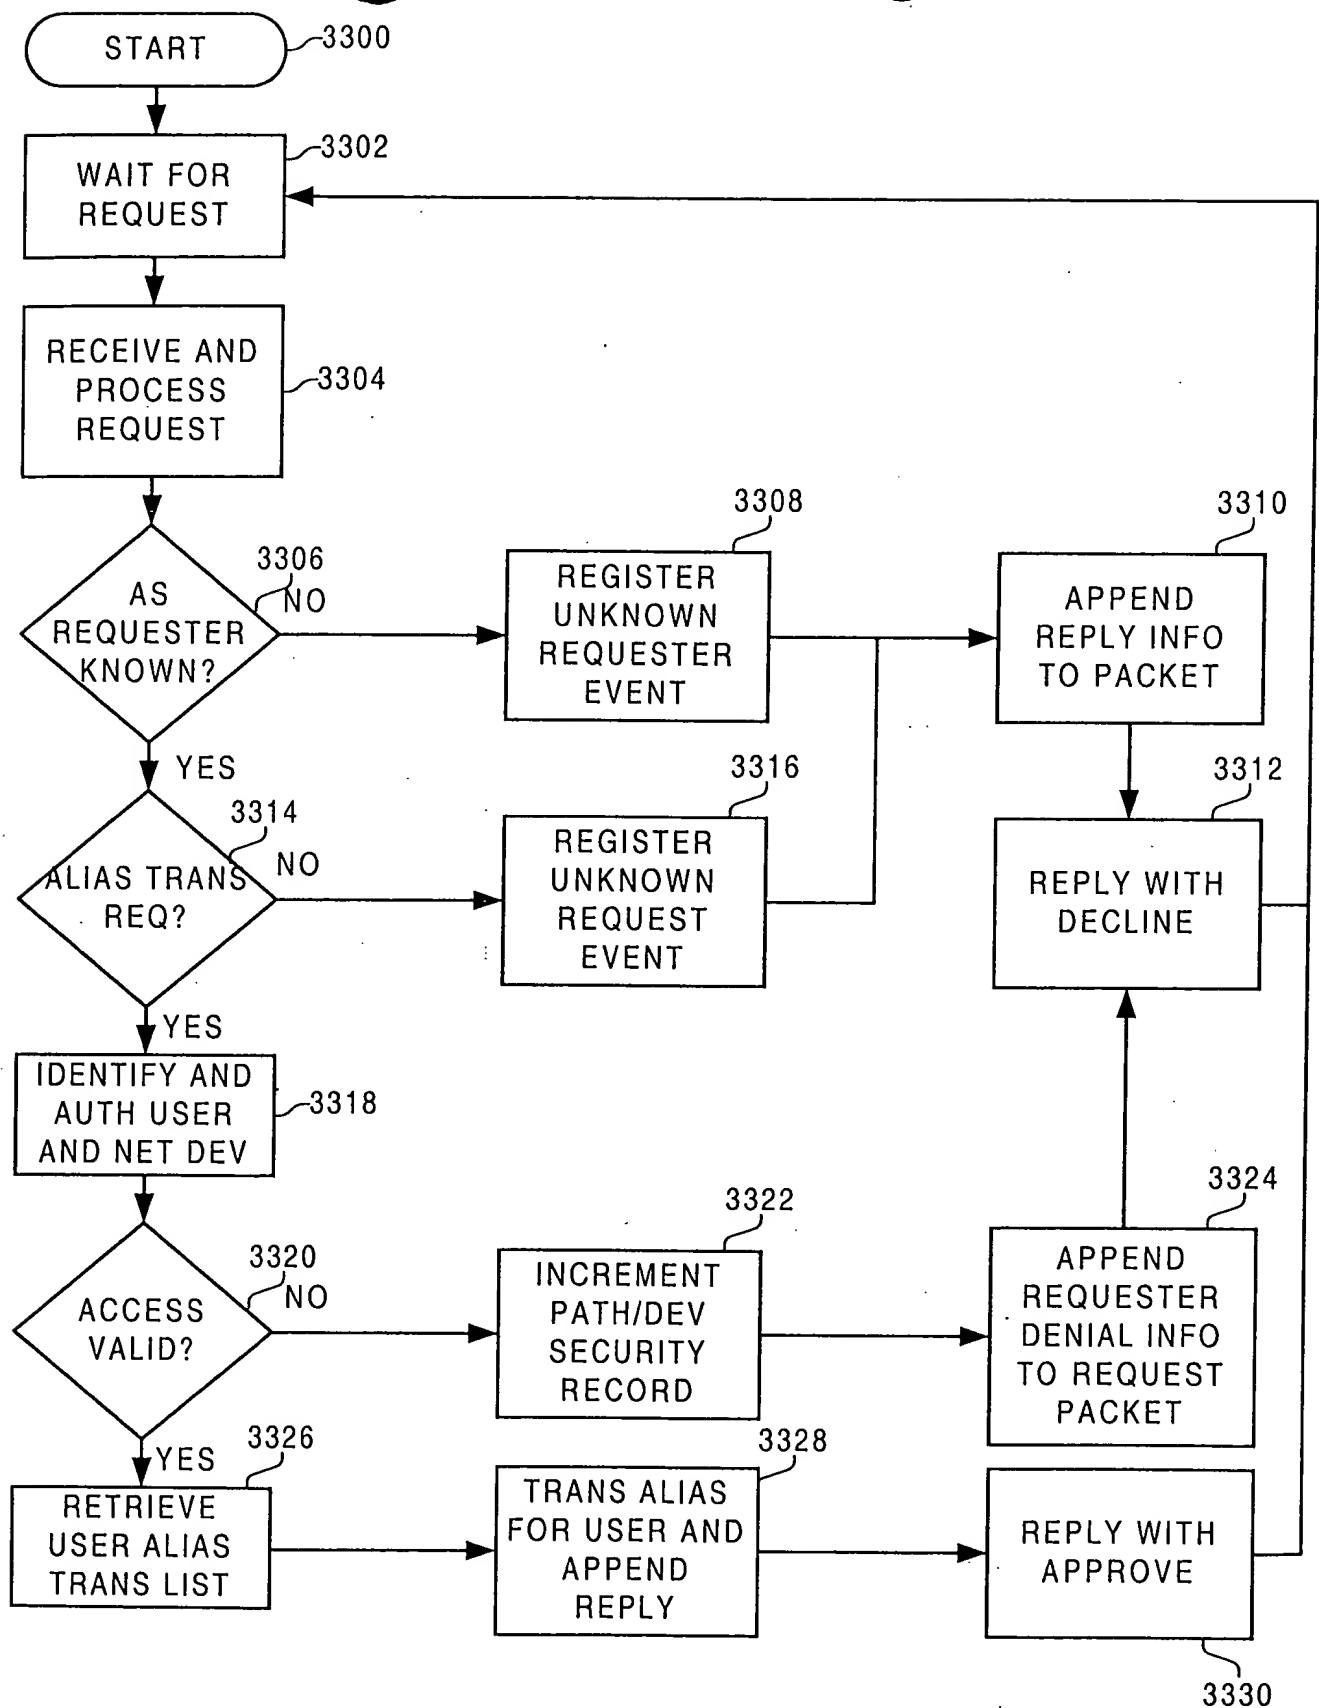 START
3300
WAIT FOR
REQUEST
3302
RECEIVE AND
PROCESS
REQUEST
3304
AS
REQUESTER
KNOWN?
3306
NO
YES
REGISTER
UNKNOWN
REQUESTER
EVENT
3308
APPEND
REPLY INFO
TO PACKET
3310
REPLY WITH
DECLINE
3312
ALIAS TRANS
REQ?
3314
NO
YES
REGISTER
UNKNOWN
REQUEST
EVENT
3316
IDENTIFY AND
AUTH USER
AND NET DEV
3318
ACCESS
VALID?
3320
NO
YES
INCREMENT
PATH/DEV
SECURITY
RECORD
3322
APPEND
REQUESTER
DENIAL INFO
TO REQUEST
PACKET
3324
RETRIEVE
USER ALIAS
TRANS LIST
3326
TRANS ALIAS
FOR USER AND
APPEND
REPLY
3328
REPLY WITH
APPROVE
3330